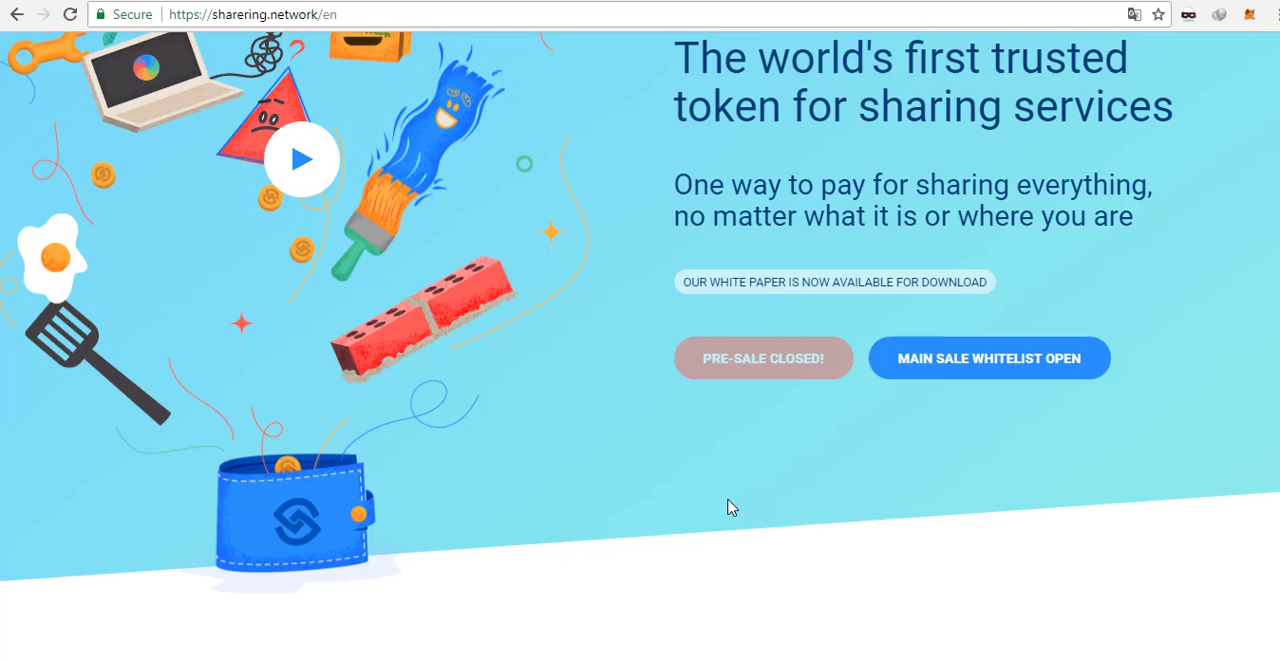 Secure
https://sharering.network/en
The world's first trusted
token for sharing services
One way to pay for sharing everything,
no matter what it is or where you are
OUR WHITE PAPER IS NOW AVAILABLE FOR DOWNLOAD
PRE-SALE CLOSED!
MAIN SALE WHITELIST OPEN